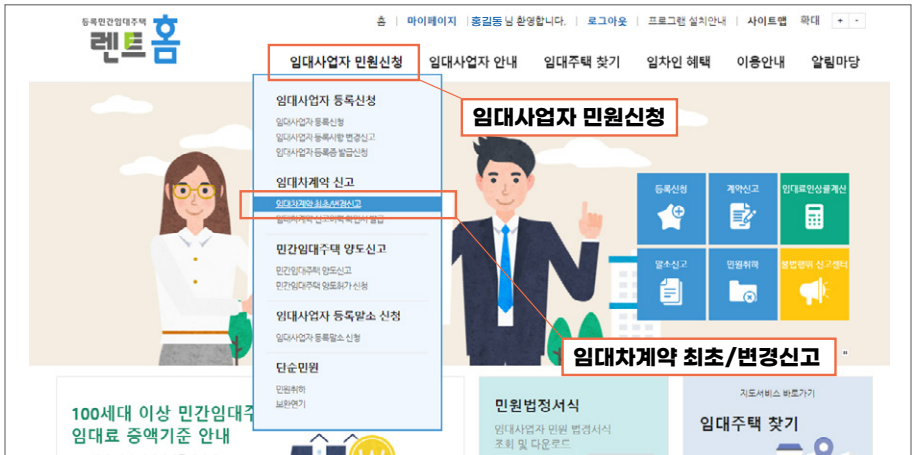 등록민간임대주택
렌트홈
홈 | 마이페이지 | 홍길동 님 환영합니다. | 로그아웃 | 프로그램 설치안내 | 사이트맵 확대 + -
임대사업자 민원신청 임대사업자 안내 임대주택 찾기 임차인 혜택 이용안내 알림마당
임대사업자 등록신청
임대사업자 등록신청
임대사업자 등록사항 변경신고
임대사업자 등록증 발급신청
임대차계약 신고
임대차계약 최초/변경신고
임대차계약 신고이력 확인서 발급
민간임대주택 양도신고
민간임대주택 양도신고
민간임대주택 양도허가 신청
임대사업자 등록말소 신청
임대사업자 등록말소 신청
단순민원
민원취하
보완연기
임대사업자 민원신청
등록신청 계약신고 임대료인상률계산
말소신고 민원취하 불법행위 신고센터
임대차계약 최초/변경신고
100세대 이상 민간임대주
임대료 증액기준 안내
민원법정서식
임대사업자 민원 법정서식
조회 및 다운로드
지도서비스 바로가기
임대주택 찾기